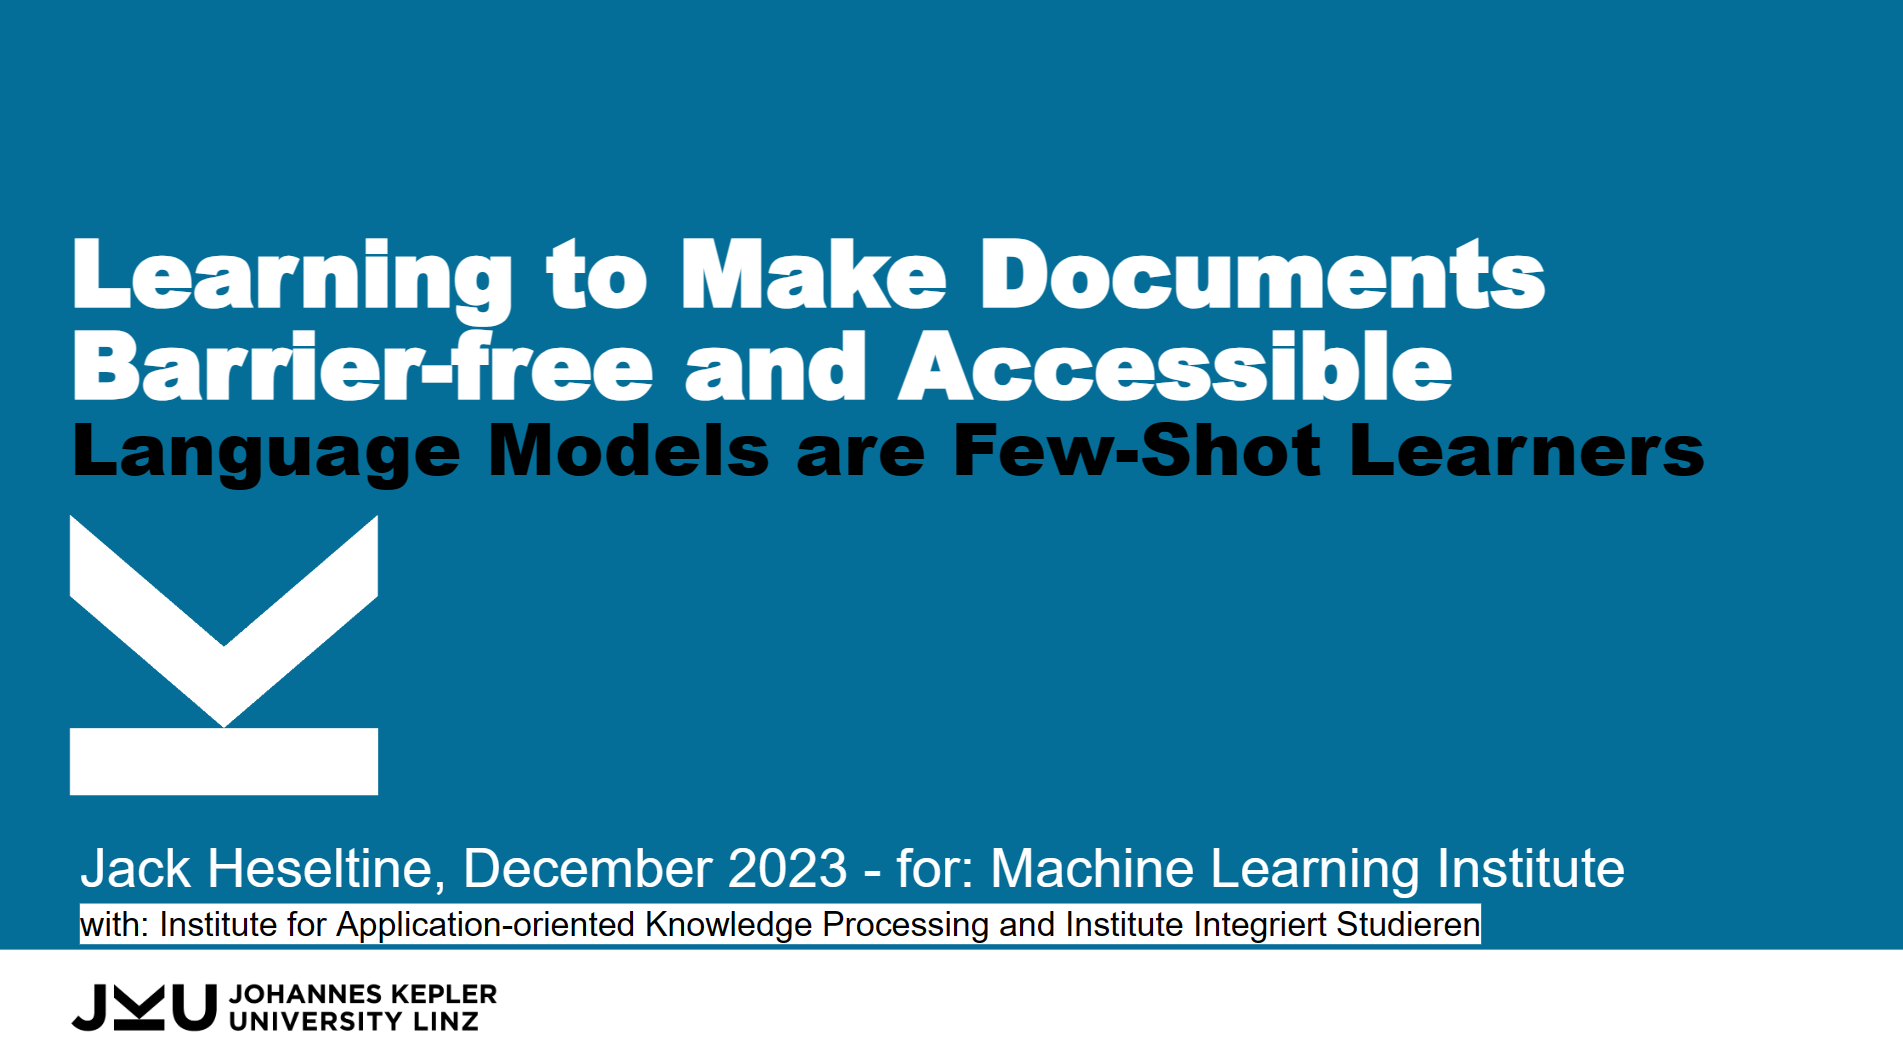 Learning to Make Documents
Barrier-free and Accessible
Language Models are Few-Shot Learners
Jack Heseltine, December 2023 - for: Machine Learning Institute
with: Institute for Application-oriented Knowledge Processing and Institute Integriert Studieren
JKU JOHANNES KEPLER
UNIVERSITY LINZ